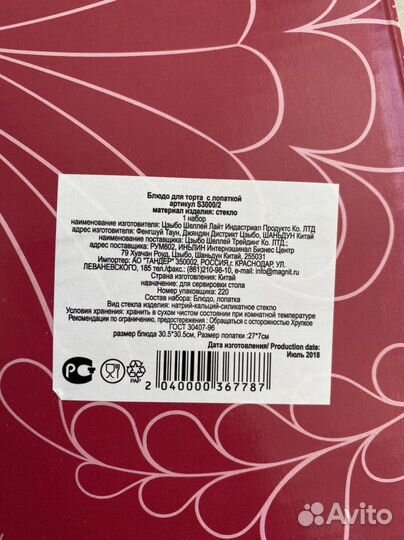 Блюдо для торта с лопаткой
артикул S3000/2
материал изделия: стекло
1 набор
наименование изготовителя: Цзыбо Шеллей Лайт Индастриал Продуктс Ко. ЛТД
адрес изготовителя: Фенгшуй Таун, Джандян Дистрикт Цзыбо, ШАНЬДУН Китай
наименование поставщика: Цзыбо Шеллей Трейдинг Ко. ЛТД.;
адрес поставщика: РУМ602, ИНЬЛИН Интернэшнл Бизнес Центр
79 Хуачан Роуд, Цзыбо, Шаньдун, Китай, 255031
Импортер: АО "ТАНДЕР" 350002, РОССИЯ,г. КРАСНОДАР, УЛ.
ЛЕВАНЕВСКОГО, 185 тел./факс.: (861)210-98-10, e-mail: info@magnit.ru
Страна изготовления: Китай
назначение: для сервировки стола
Номер упаковки: 220
Состав набора: Блюдо, лопатка
Вид стекла изделия: натрий-кальций-силикатное стекло
Условия хранения: хранить в сухом чистом состоянии при комнатной температуре
Рекомендации по ограничению, предостережения : Обращаться с осторожностью Хрупкое
ГОСТ 30407-96
размер блюда 30.5*30.5см, Размер лопатки :27*7см
Дата изготовления/ Production date:
Июль 2018
РС
PAP
2 040000 367787
Avito